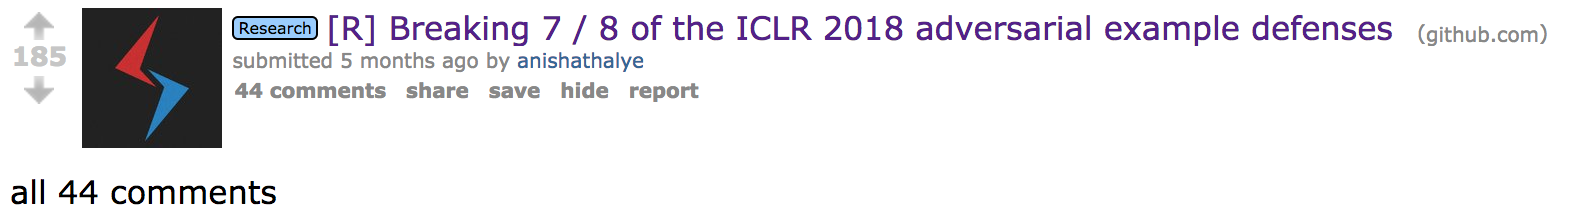 Research [R] Breaking 7 / 8 of the ICLR 2018 adversarial example defenses (github.com)
185 submitted 5 months ago by anishathalye
44 comments share save hide report
all 44 comments